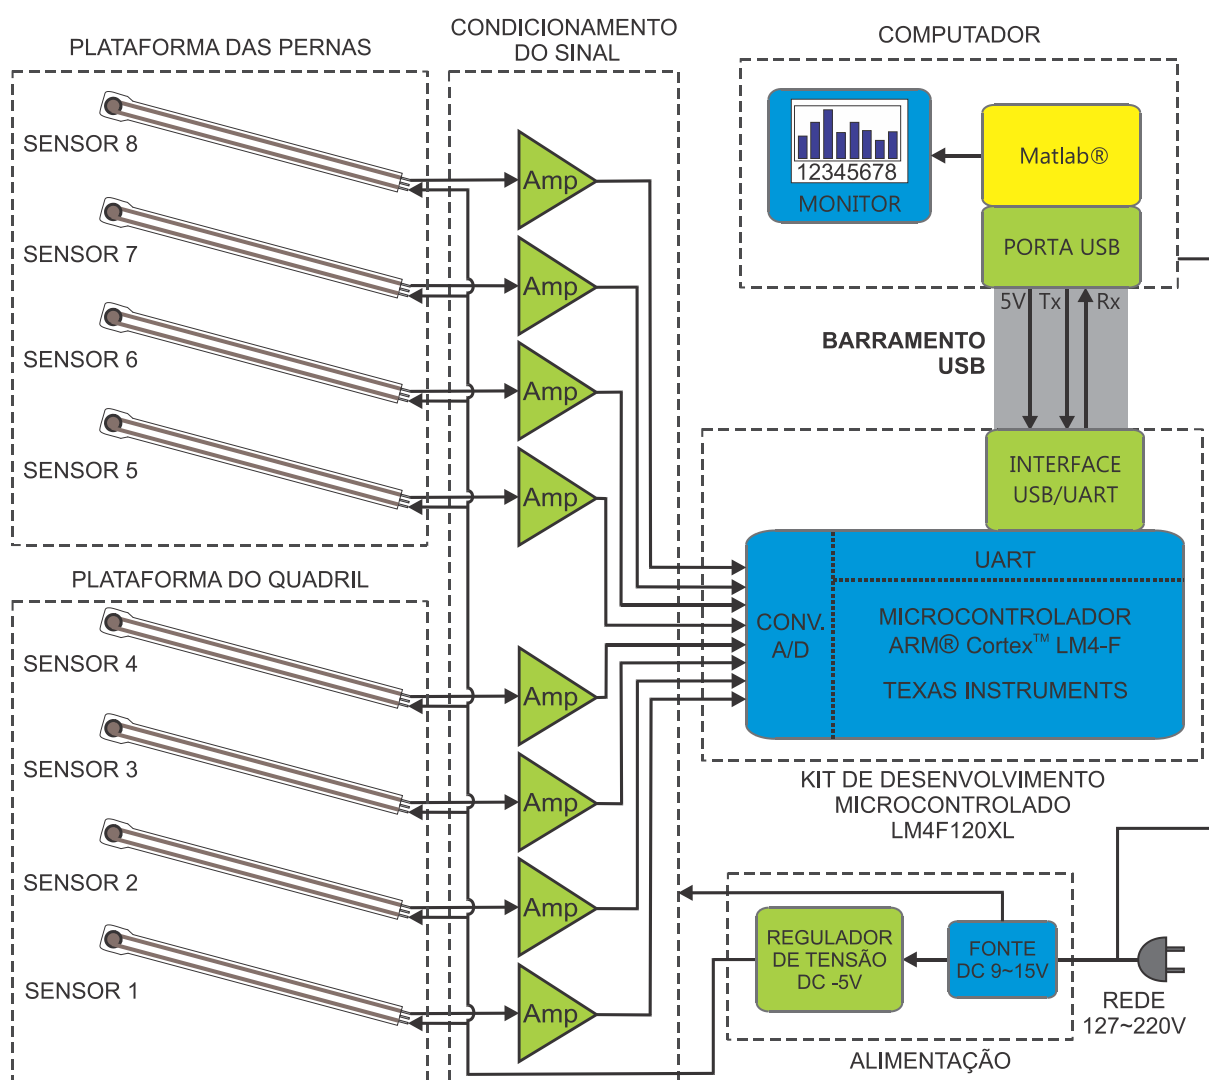 PLATAFORMA DAS PERNAS
SENSOR 8
SENSOR 7
SENSOR 6
SENSOR 5
PLATAFORMA DO QUADRIL
SENSOR 4
SENSOR 3
SENSOR 2
SENSOR 1
CONDICIONAMENTO
DO SINAL
Amp
Amp
Amp
Amp
Amp
Amp
Amp
Amp
COMPUTADOR
12345678
MONITOR
Matlab®
PORTA USB
5V Tx Rx
BARRAMENTO
USB
INTERFACE
USB/UART
UART
CONV.
A/D
MICROCONTROLADOR
ARM® Cortex™ LM4-F
TEXAS INSTRUMENTS
KIT DE DESENVOLVIMENTO
MICROCONTROLADO
LM4F120XL
REGULADOR
DE TENSÃO
DC -5V
FONTE
DC 9~15V
REDE
127~220V
ALIMENTAÇÃO